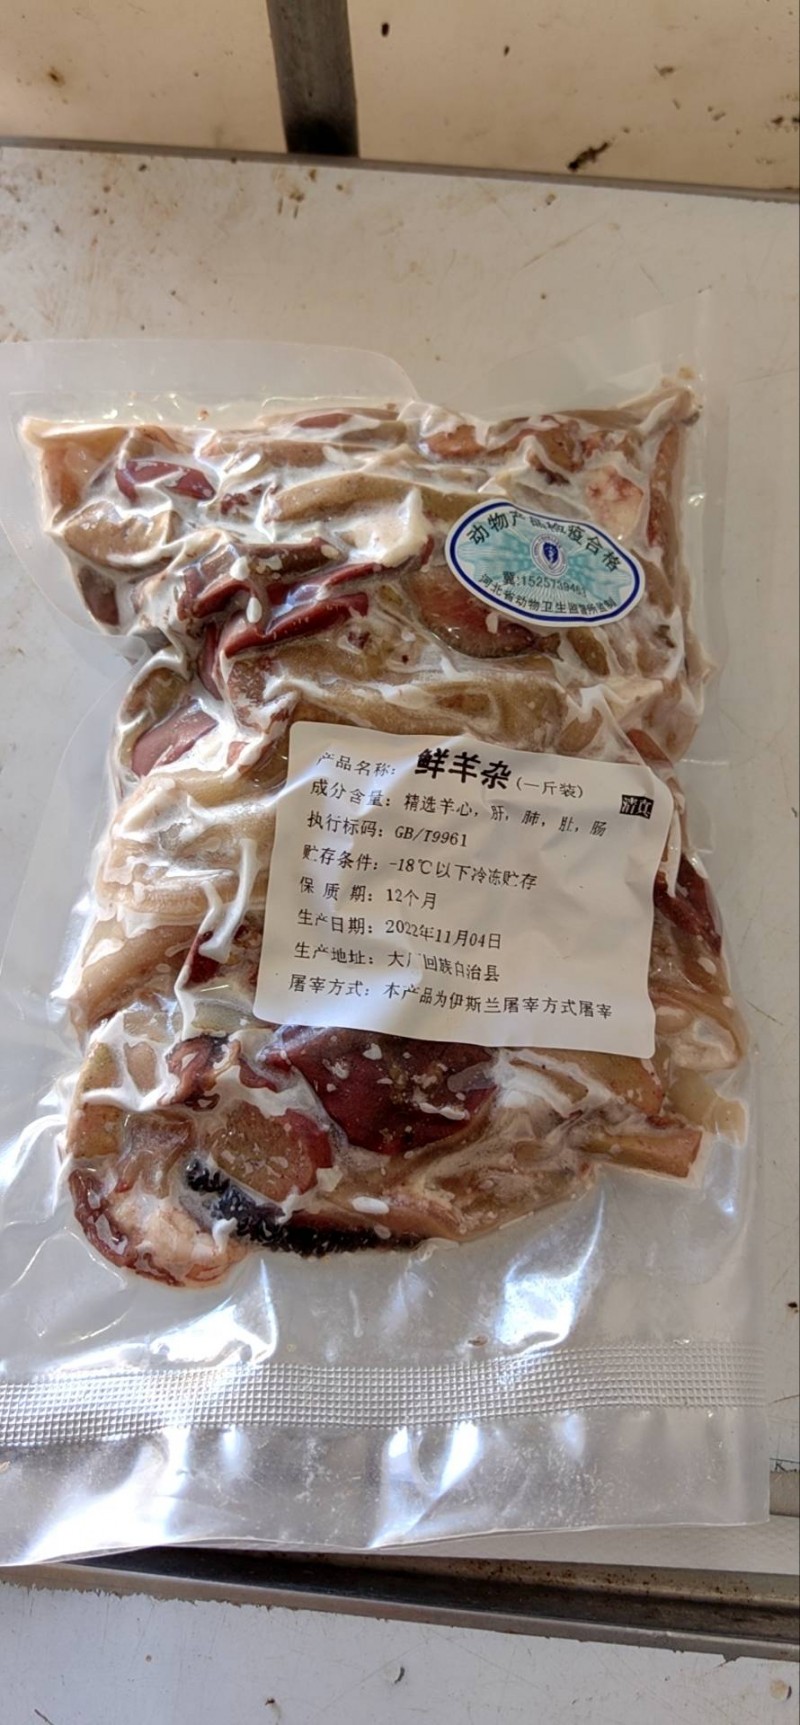 动物产品检疫合格
冀:1525739461
河北省动物卫生监督所监制
产品名称: 鲜羊杂(一斤装) 清真
成分含量: 精选羊心, 肝, 肺, 肚, 肠
执行标码: GB/T9961
贮存条件: -18℃以下冷冻贮存
保 质 期: 12个月
生产日期: 2022年11月04日
生产地址: 大厂回族自治县
屠宰方式: 本产品为伊斯兰屠宰方式屠宰